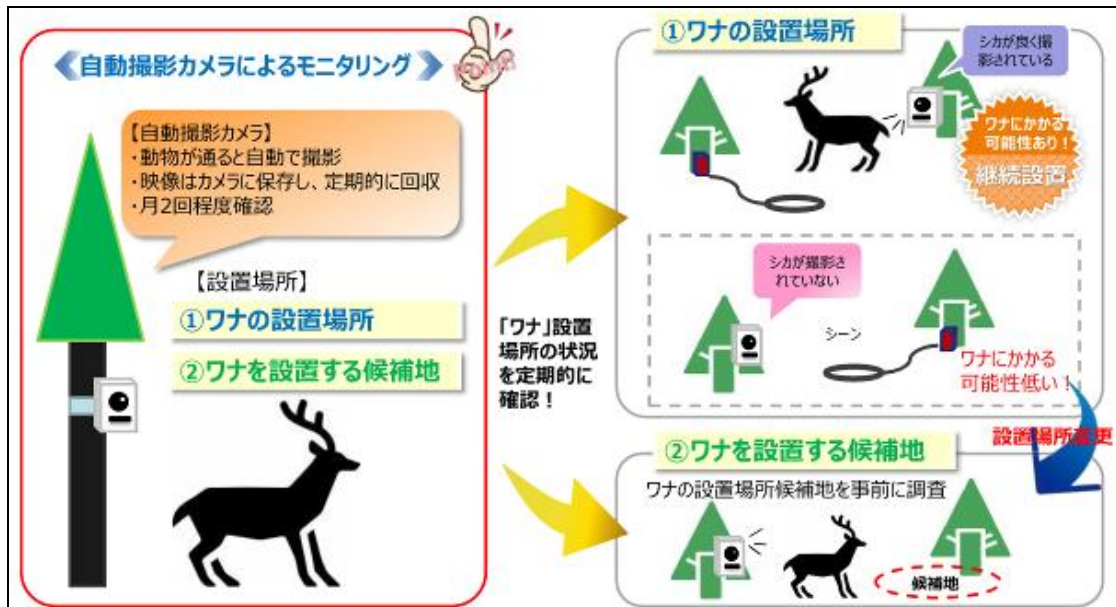 《自動撮影カメラによるモニタリング》
【自動撮影カメラ】
・動物が通ると自動で撮影
・映像はカメラに保存し、定期的に回収
・月2回程度確認
【設置場所】
①ワナの設置場所
②ワナを設置する候補地
「ワナ」設置
場所の状況
を定期的に
確認！
①ワナの設置場所
シカが良く撮
影されている
ワナにかかる
可能性あり！
継続設置
シカが撮影さ
れていない
シーン
ワナにかかる
可能性低い！
設置場所変更
②ワナを設置する候補地
ワナの設置場所候補地を事前に調査
候補地